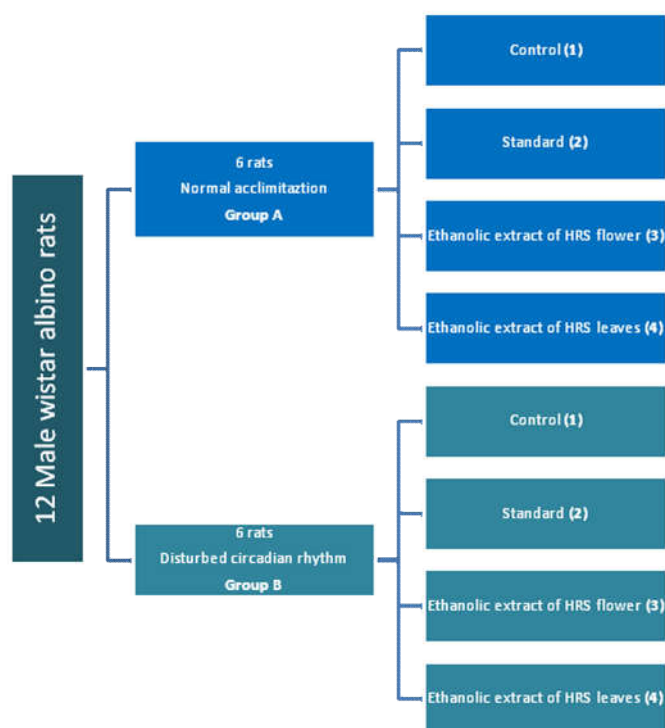 12 Male wistar albino rats
6 rats
Normal acclimitaztion
Group A
Control (1)
Standard (2)
Ethanolic extract of HRS flower (3)
Ethanolic extract of HRS leaves (4)
6 rats
Disturbed circadian rhythm
Group B
Control (1)
Standard (2)
Ethanolic extract of HRS flower (3)
Ethanolic extract of HRS leaves (4)